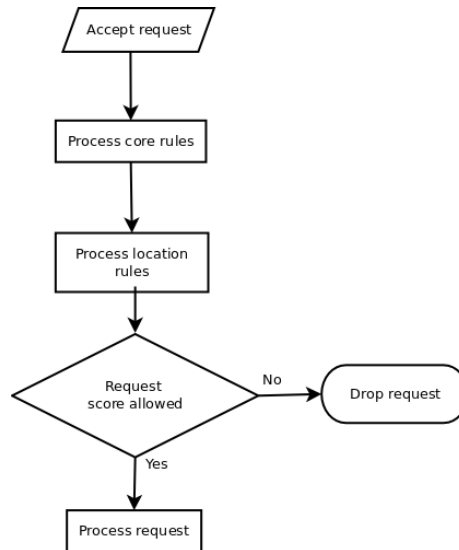 Accept request
Process core rules
Process location
rules
Request
score allowed
No
Drop request
Yes
Process request